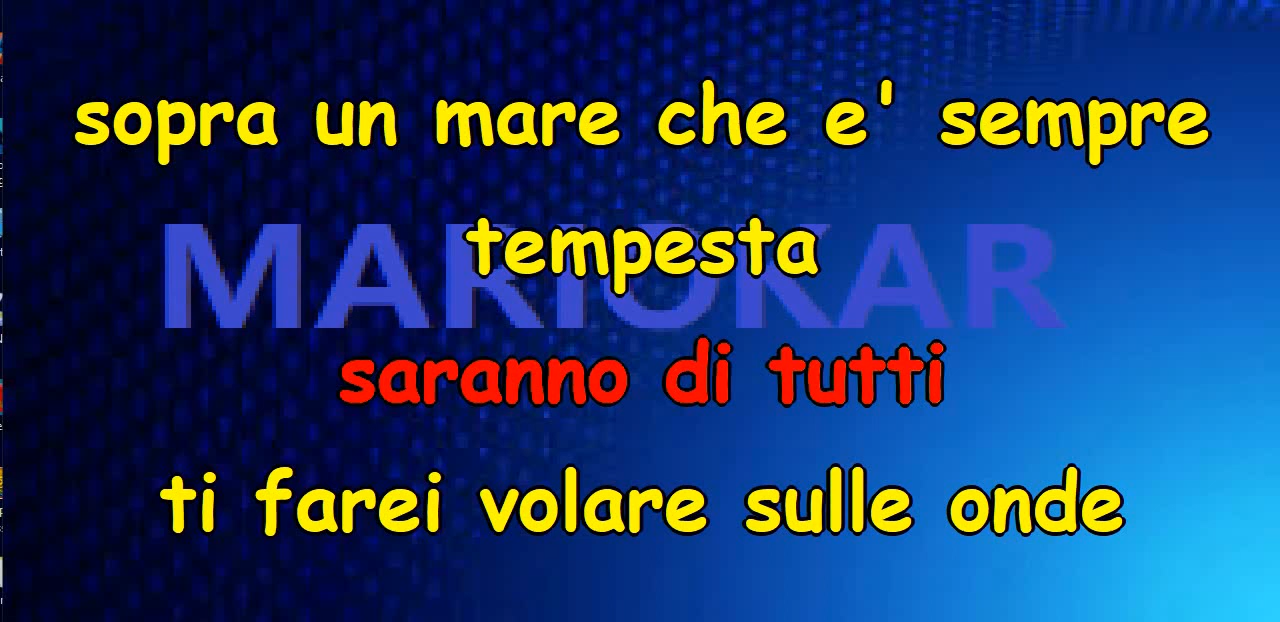 sopra un mare che e' sempre
tempesta
MARIOKAR
saranno di tutti
ti farei volare sulle onde